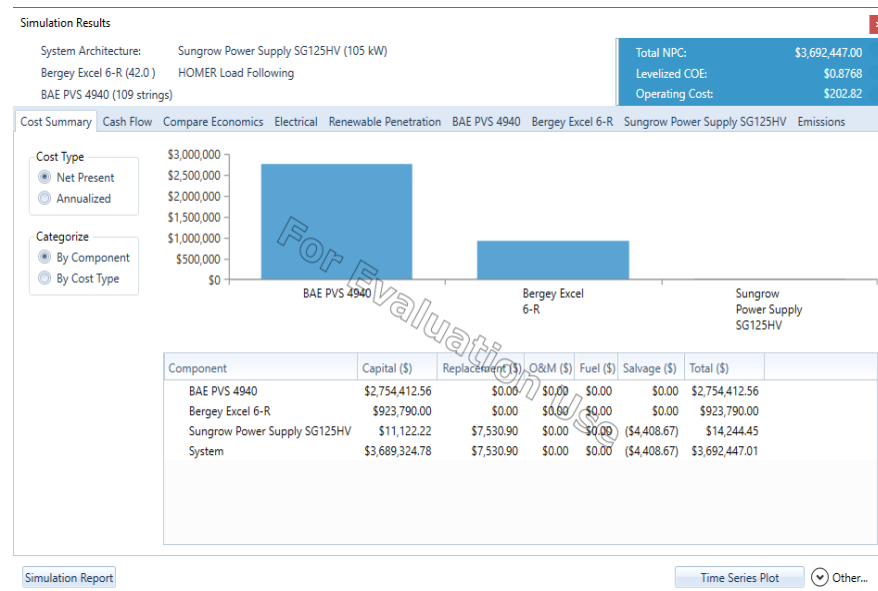 Simulation Results
System Architecture: Sungrow Power Supply SG125HV (105 kW)
Bergey Excel 6-R (42.0 ) HOMER Load Following
BAE PVS 4940 (109 strings)
Total NPC: $3,692,447.00
Levelized COE: $0.8768
Operating Cost: $202.82
Cost Summary Cash Flow Compare Economics Electrical Renewable Penetration BAE PVS 4940 Bergey Excel 6-R Sungrow Power Supply SG125HV Emissions
Cost Type
Net Present
Annualized
Categorize
By Component
By Cost Type
$3,000,000
$2,500,000
$2,000,000
$1,500,000
$1,000,000
$500,000
$0
BAE PVS 4940
Bergey Excel
6-R
Sungrow
Power Supply
SG125HV
For Evaluation Use
Component Capital ($) Replacement ($) O&M ($) Fuel ($) Salvage ($) Total ($)
BAE PVS 4940 $2,754,412.56 $0.00 $0.00 $0.00 $0.00 $2,754,412.56
Bergey Excel 6-R $923,790.00 $0.00 $0.00 $0.00 $0.00 $923,790.00
Sungrow Power Supply SG125HV $11,122.22 $7,530.90 $0.00 $0.00 ($4,408.67) $14,244.45
System $3,689,324.78 $7,530.90 $0.00 $0.00 ($4,408.67) $3,692,447.01
Simulation Report
Time Series Plot
Other...